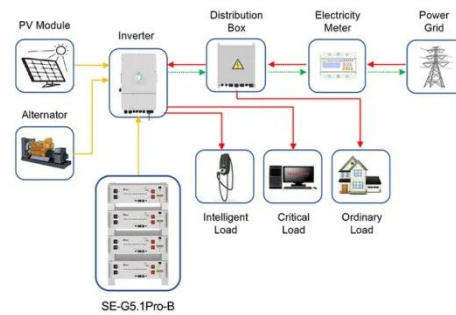 PV Module
Inverter
Distribution
Box
Electricity
Meter
Power
Grid
Alternator
Intelligent
Load
Critical
Load
Ordinary
Load
SE-G5.1Pro-B